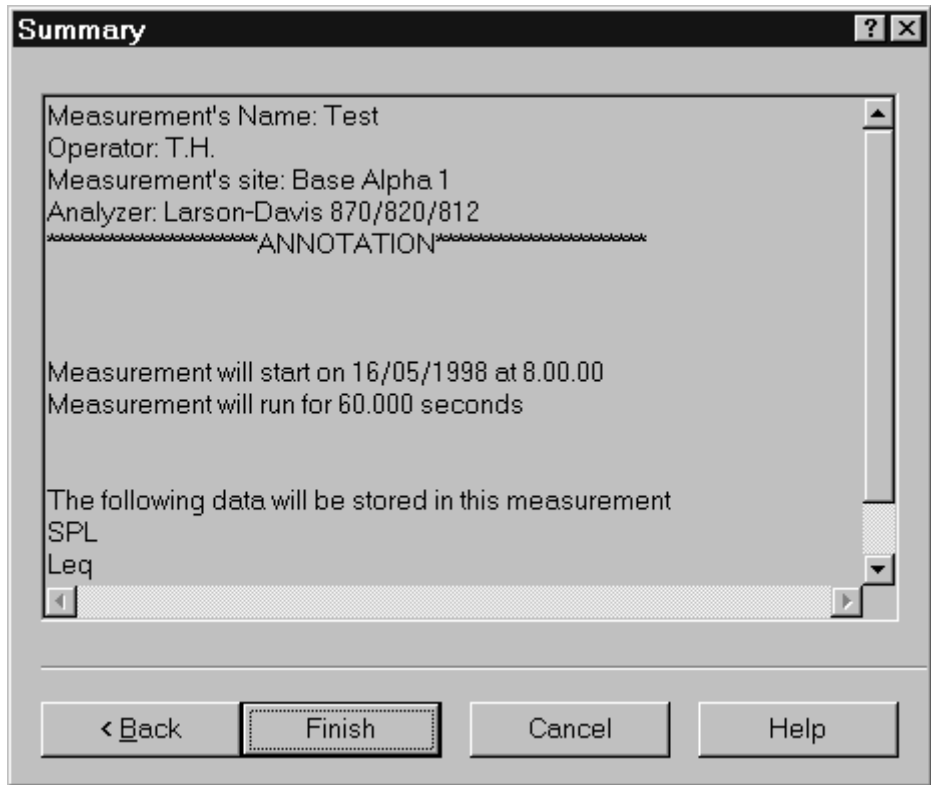 Summary
Measurement's Name: Test
Operator: T.H.
Measurement's site: Base Alpha 1
Analyzer: Larson-Davis 870/820/812
**********************ANNOTATION**********************
Measurement will start on 16/05/1998 at 8.00.00
Measurement will run for 60.000 seconds
The following data will be stored in this measurement
SPL
Leq
< Back Finish Cancel Help